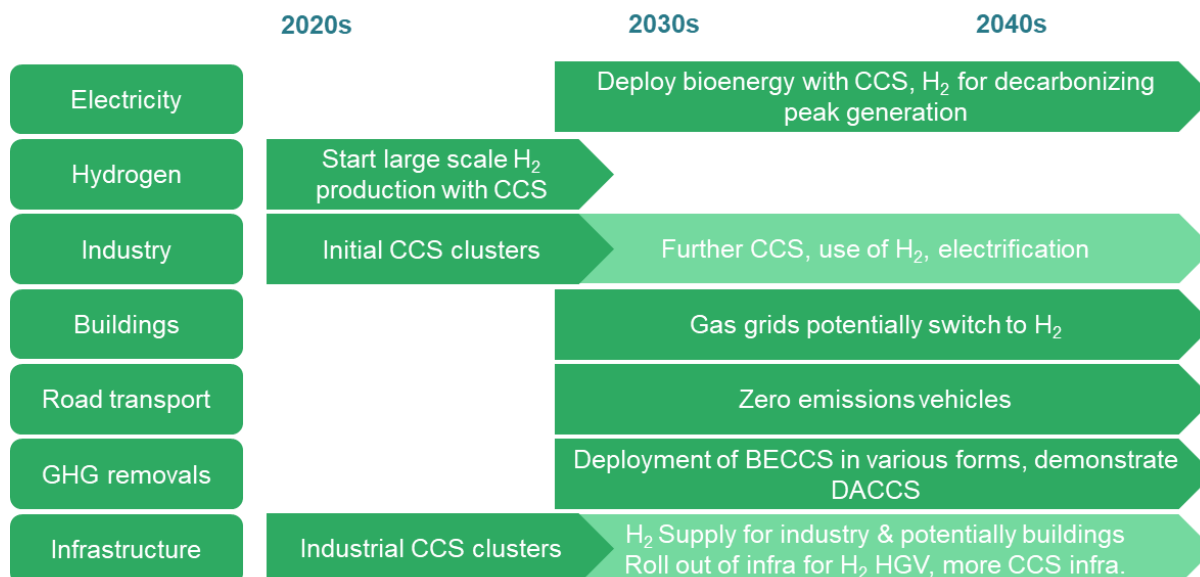 2020s
2030s
2040s
Electricity
Deploy bioenergy with CCS, H₂ for decarbonizing
peak generation
Hydrogen
Start large scale H₂
production with CCS
Industry
Initial CCS clusters
Further CCS, use of H₂, electrification
Buildings
Gas grids potentially switch to H₂
Road transport
Zero emissions vehicles
GHG removals
Deployment of BECCS in various forms, demonstrate
DACCS
Infrastructure
Industrial CCS clusters
H₂ Supply for industry & potentially buildings
Roll out of infra for H₂ HGV, more CCS infra.